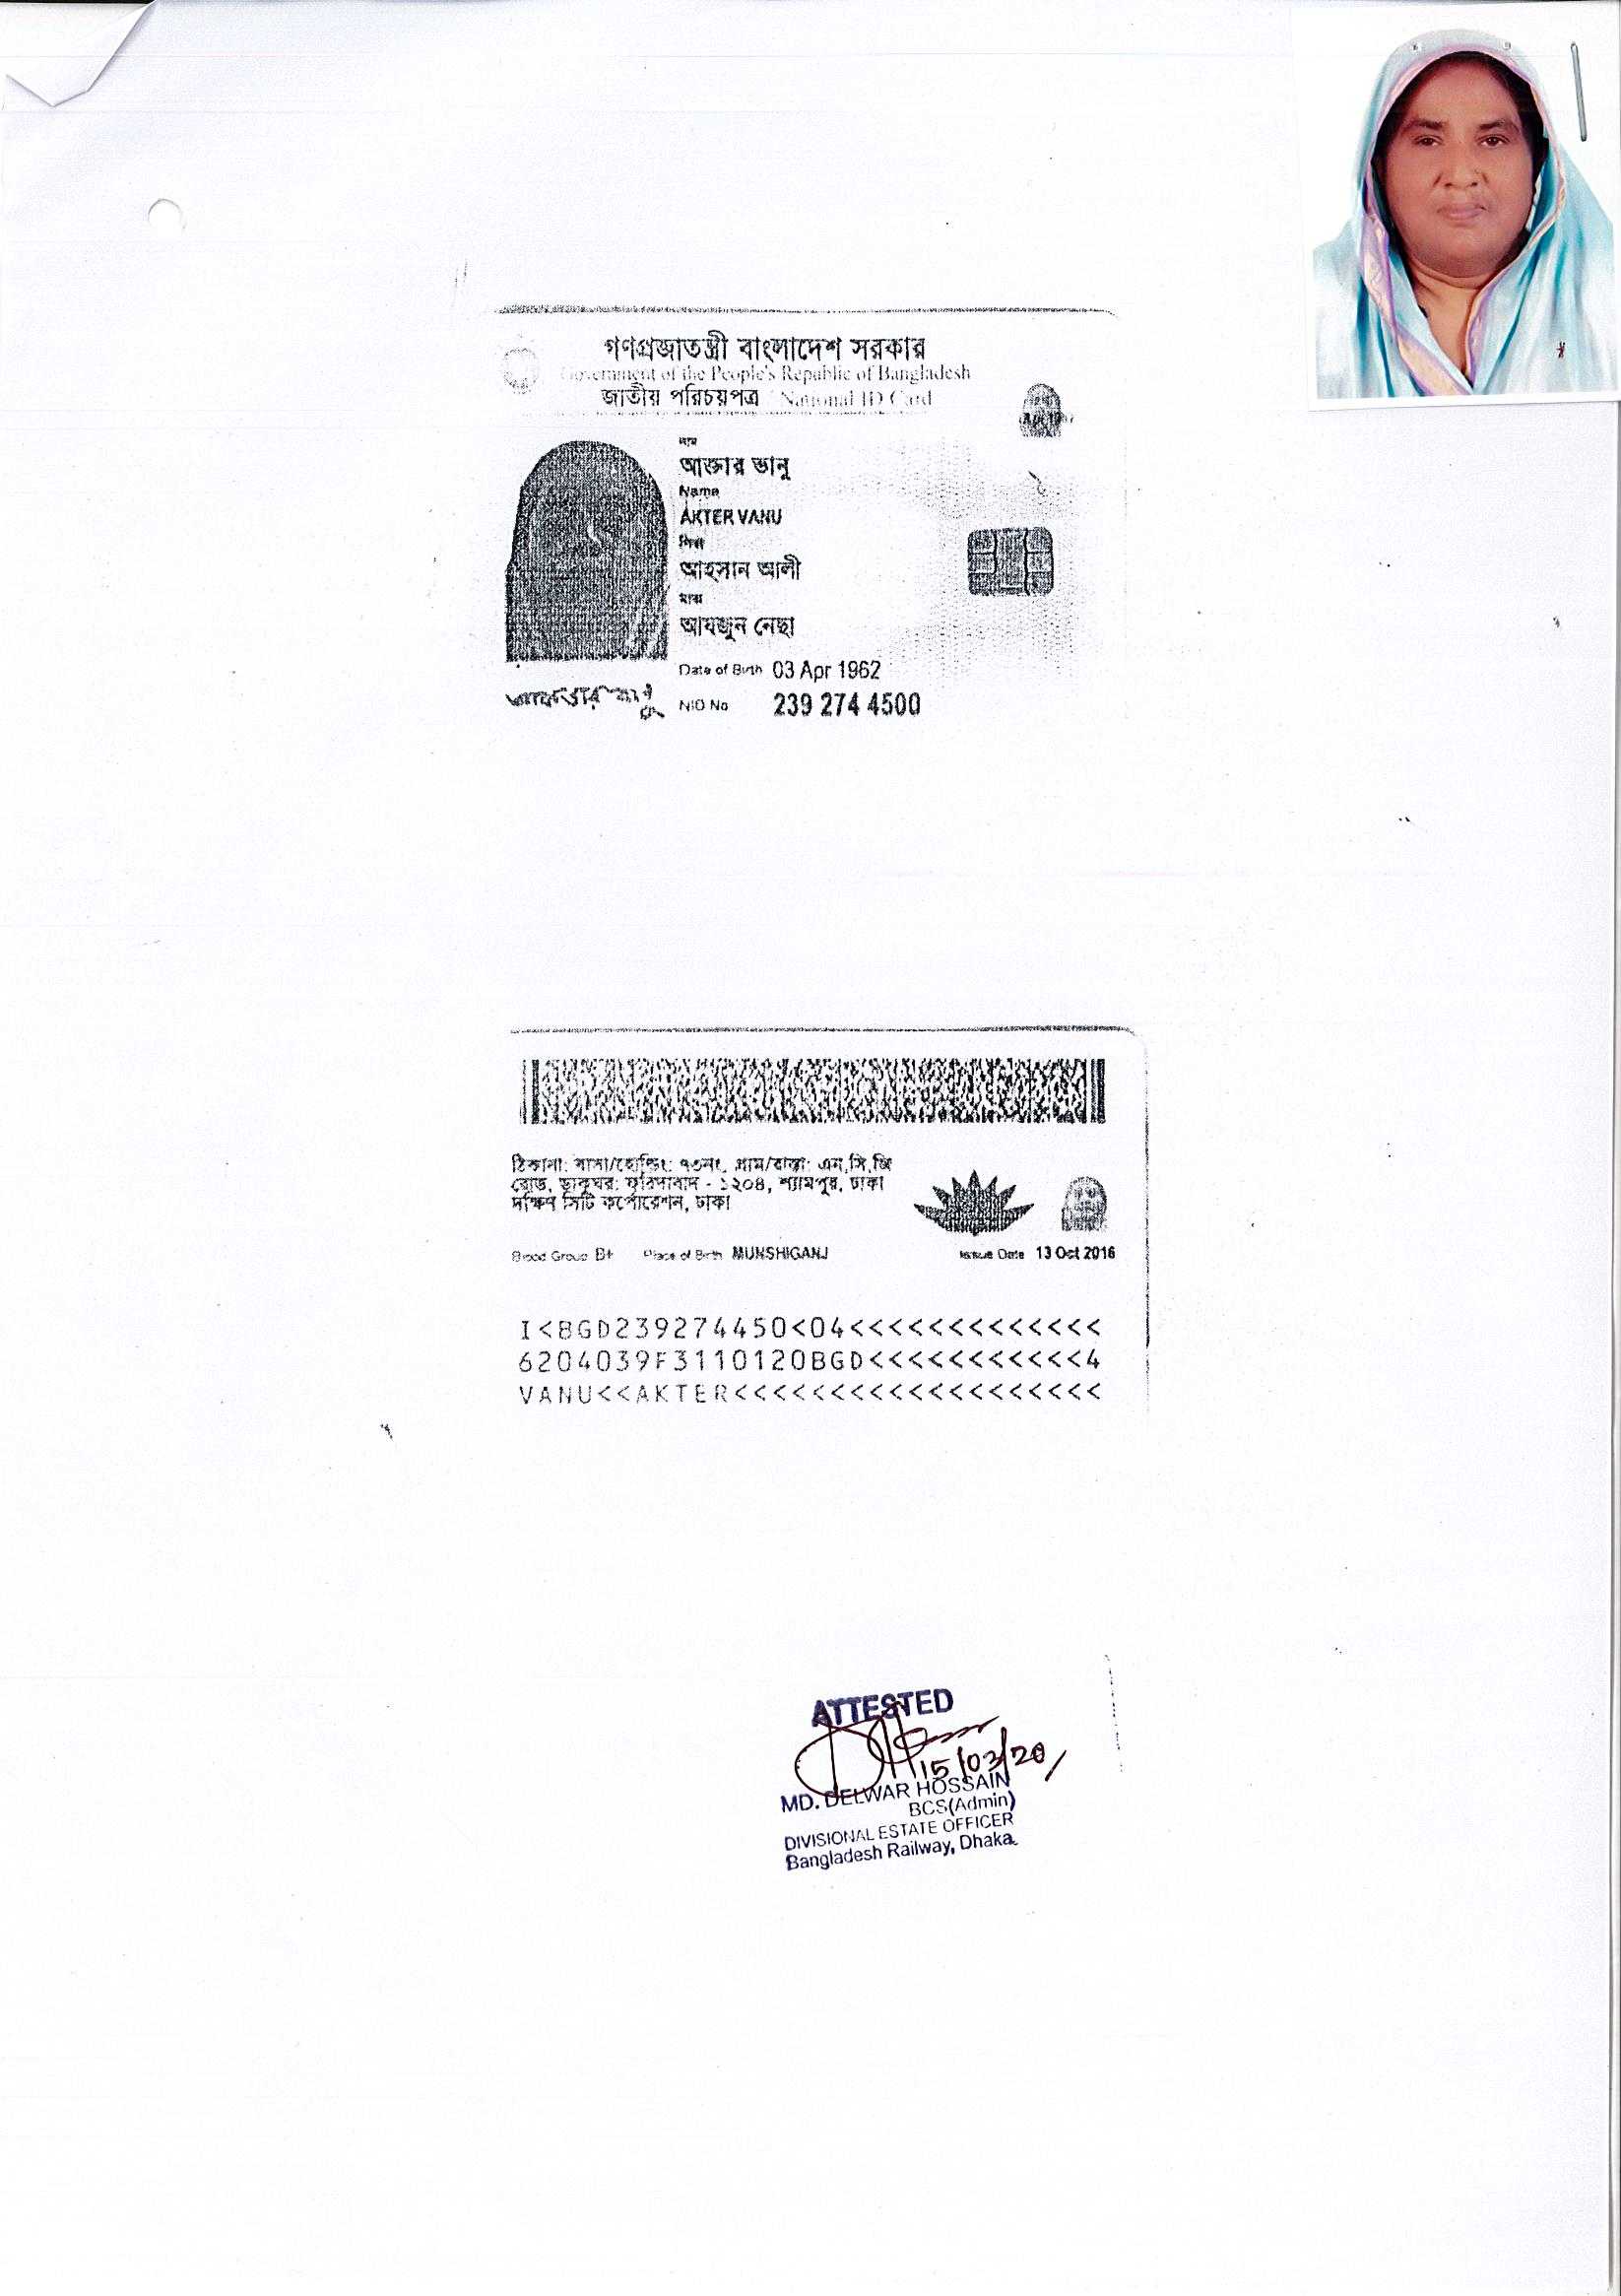 গণপ্রজাতন্ত্রী বাংলাদেশ সরকার
Government of the People's Republic of Bangladesh
জাতীয় পরিচয়পত্র / National ID Card
নাম
আক্তার ভানু
Name
AKTER VANU
পিতা
আহসান আলী
মাতা
আযজুন নেছা
Date of Birth 03 Apr 1962
NID No 239 274 4500
ঠিকানা: বাসা/হোল্ডিং: ৭৩নং, গ্রাম/রাস্তা: এন,সি,জি
রোড, ডাকঘর: ফরিদাবাদ - ১২০৪, শ্যামপুর, ঢাকা
দক্ষিণ সিটি কর্পোরেশন, ঢাকা
Blood Group B+ Place of Birth MUNSHIGANJ Issue Date 13 Oct 2016
I<BGD239274450<04<<<<<<<<<<<<<
6204039F3110120BGD<<<<<<<<<<<4
VANU<<AKTER<<<<<<<<<<<<<<<<<<<
ATTESTED
15/03/20
MD. DELWAR HOSSAIN
BCS(Admin)
DIVISIONAL ESTATE OFFICER
Bangladesh Railway, Dhaka.